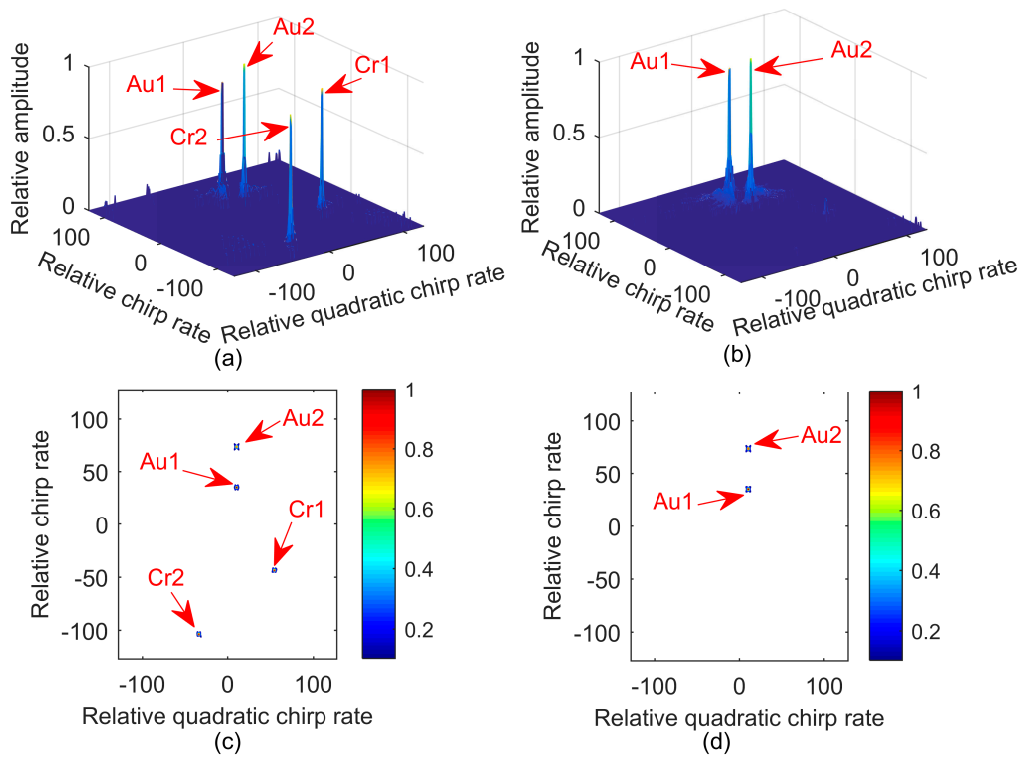 Au2
Au1
Cr1
Cr2
1
0.5
0
Relative amplitude
100
0
-100
Relative chirp rate
-100
0
100
Relative quadratic chirp rate
(a)
Au1
Au2
1
0.5
0
Relative amplitude
100
0
-100
Relative chirp rate
-100
0
100
Relative quadratic chirp rate
(b)
Au2
Au1
Cr1
Cr2
100
50
0
-50
-100
Relative chirp rate
-100 0 100
Relative quadratic chirp rate
1
0.8
0.6
0.4
0.2
(c)
Au2
Au1
100
50
0
-50
-100
Relative chirp rate
-100 0 100
Relative quadratic chirp rate
1
0.8
0.6
0.4
0.2
(d)